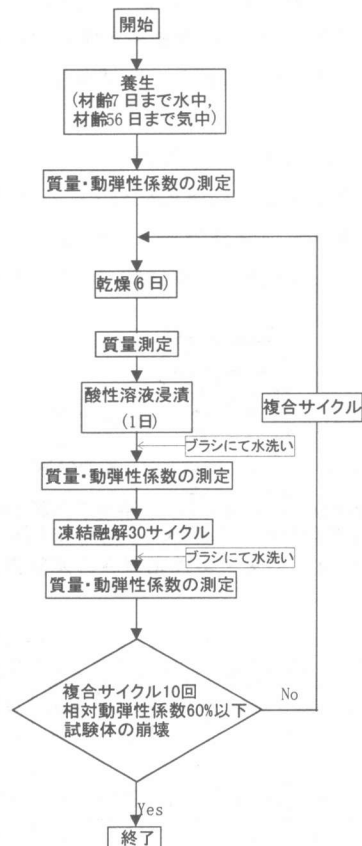 開始
養生
(材齢7日まで水中,
材齢56日まで気中)
質量・動弾性係数の測定
乾燥(6日)
質量測定
酸性溶液浸漬
(1日)
複合サイクル
ブラシにて水洗い
質量・動弾性係数の測定
凍結融解30サイクル
ブラシにて水洗い
質量・動弾性係数の測定
複合サイクル10回
相対動弾性係数60%以下
試験体の崩壊
No
Yes
終了